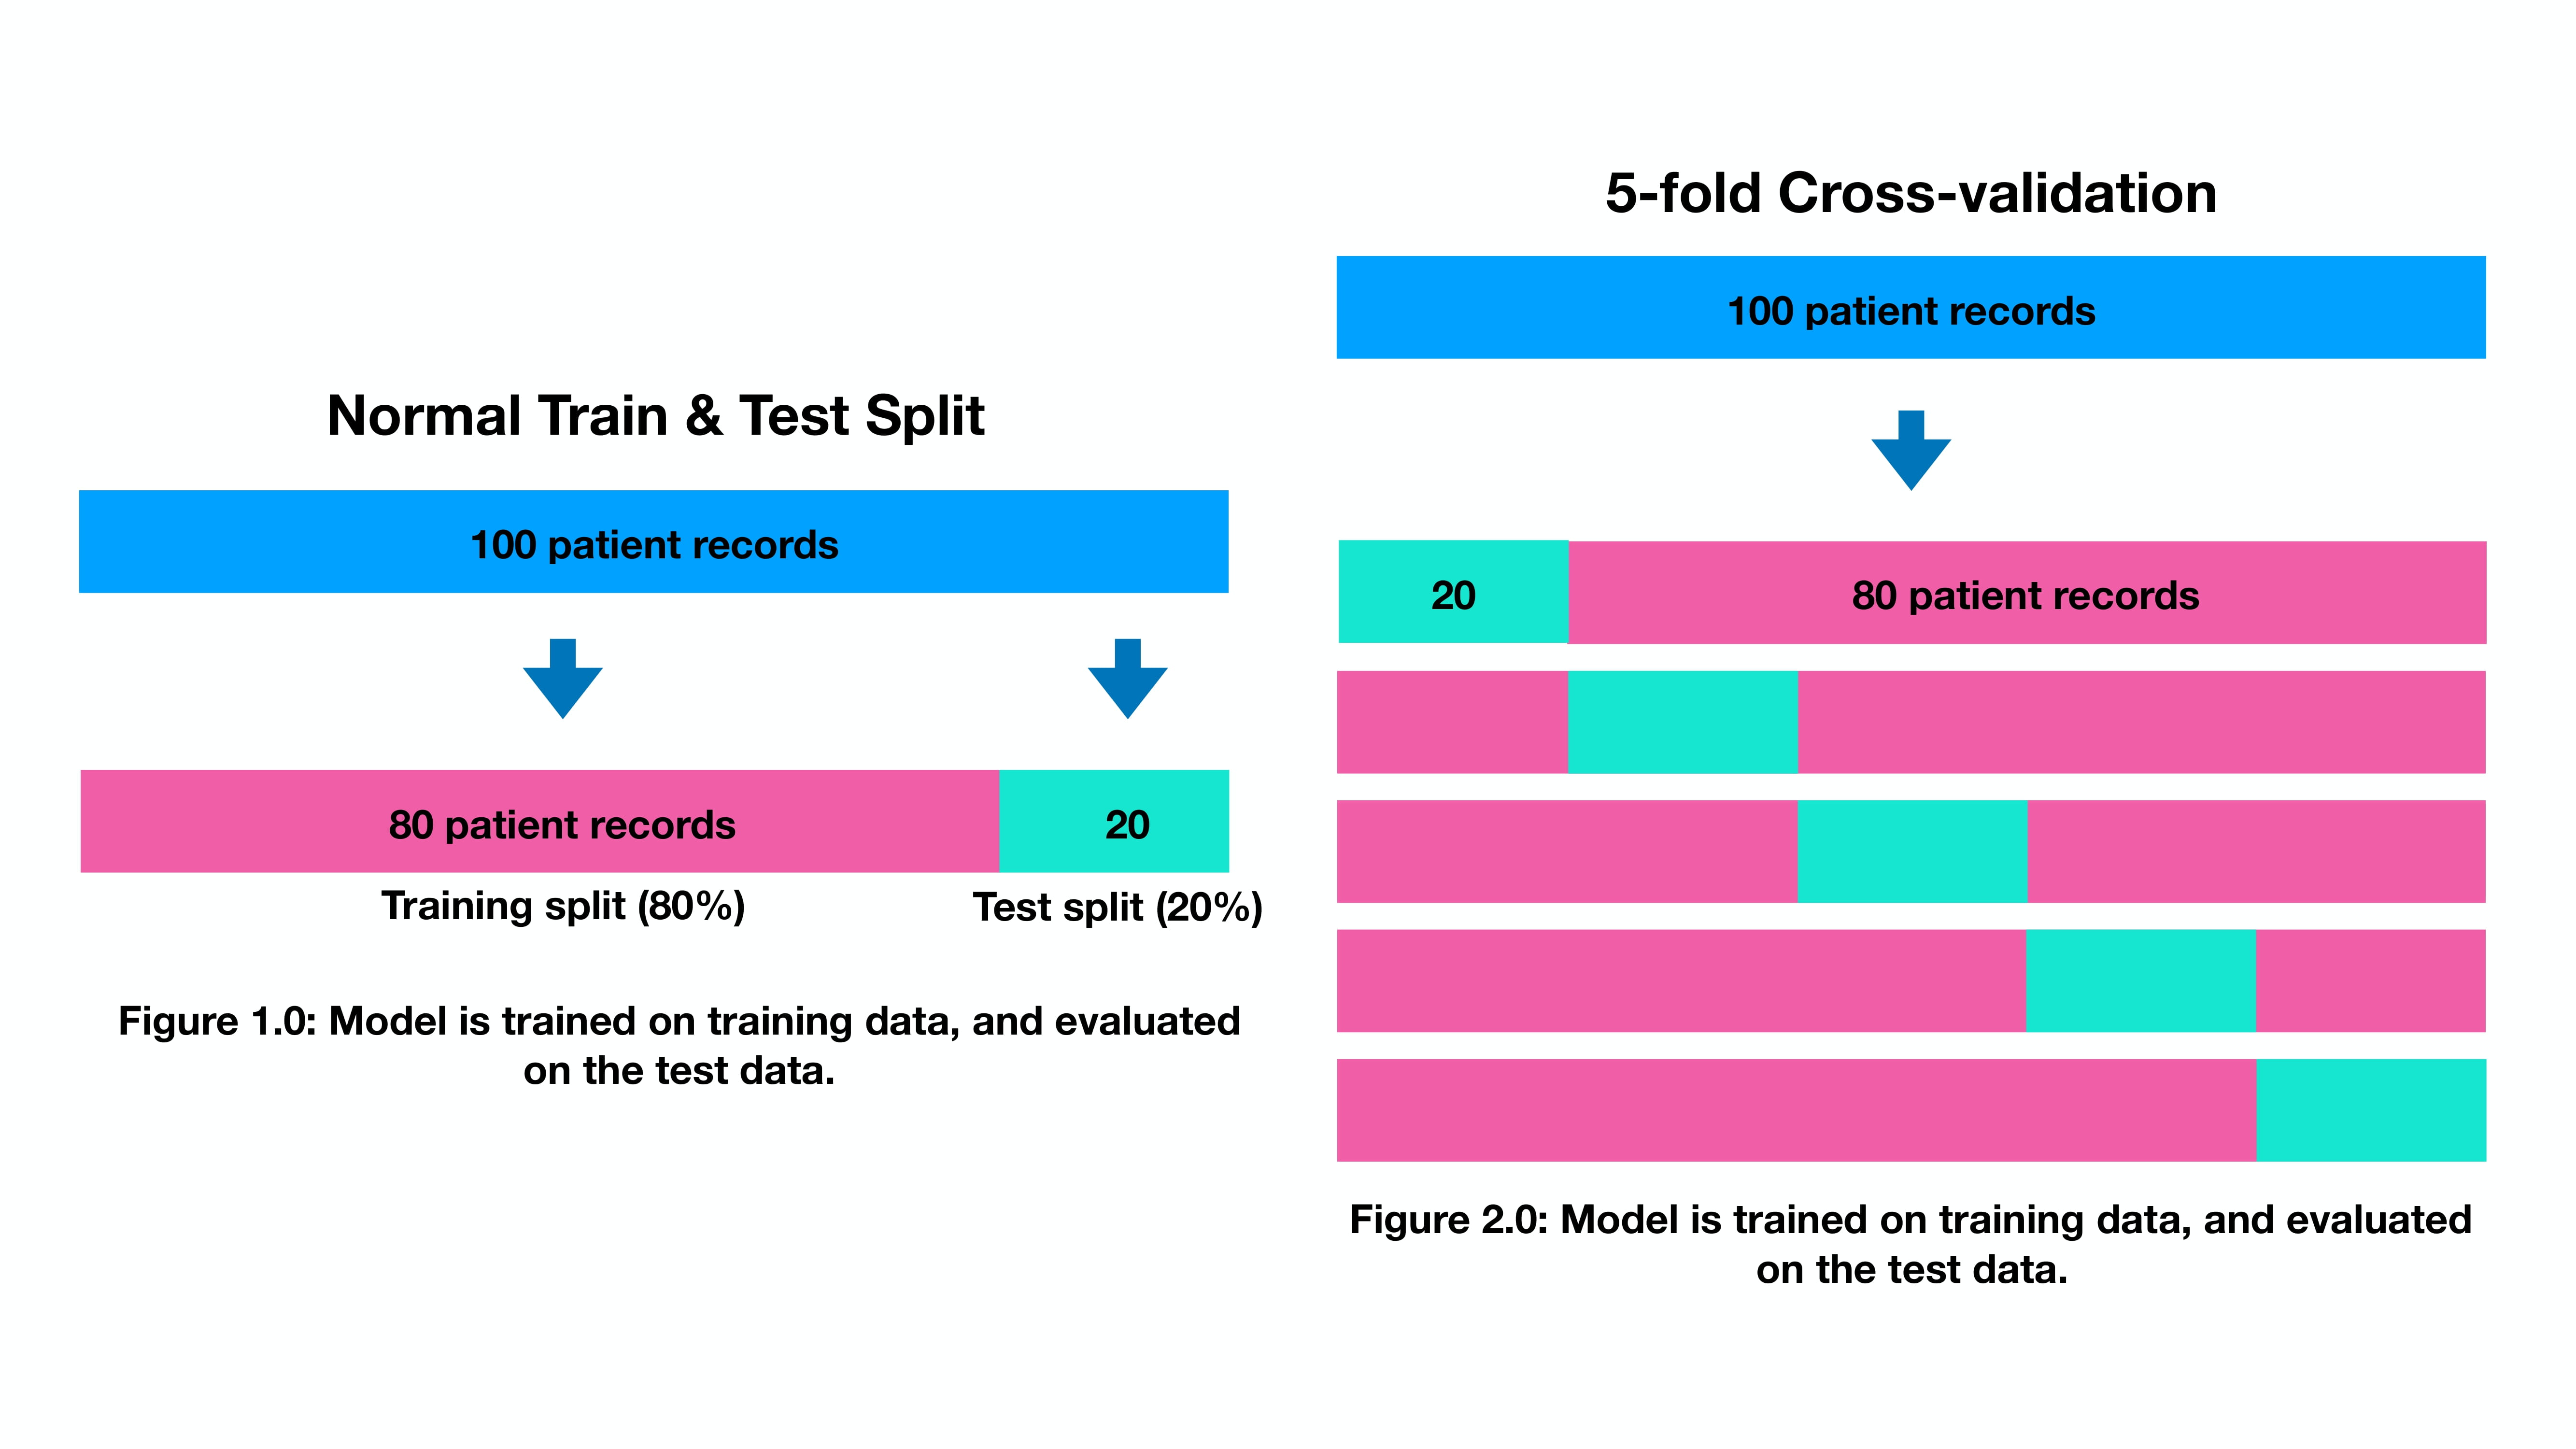 Normal Train & Test Split
100 patient records
80 patient records
20
Training split (80%)
Test split (20%)
Figure 1.0: Model is trained on training data, and evaluated
on the test data.
5-fold Cross-validation
100 patient records
20
80 patient records
Figure 2.0: Model is trained on training data, and evaluated
on the test data.